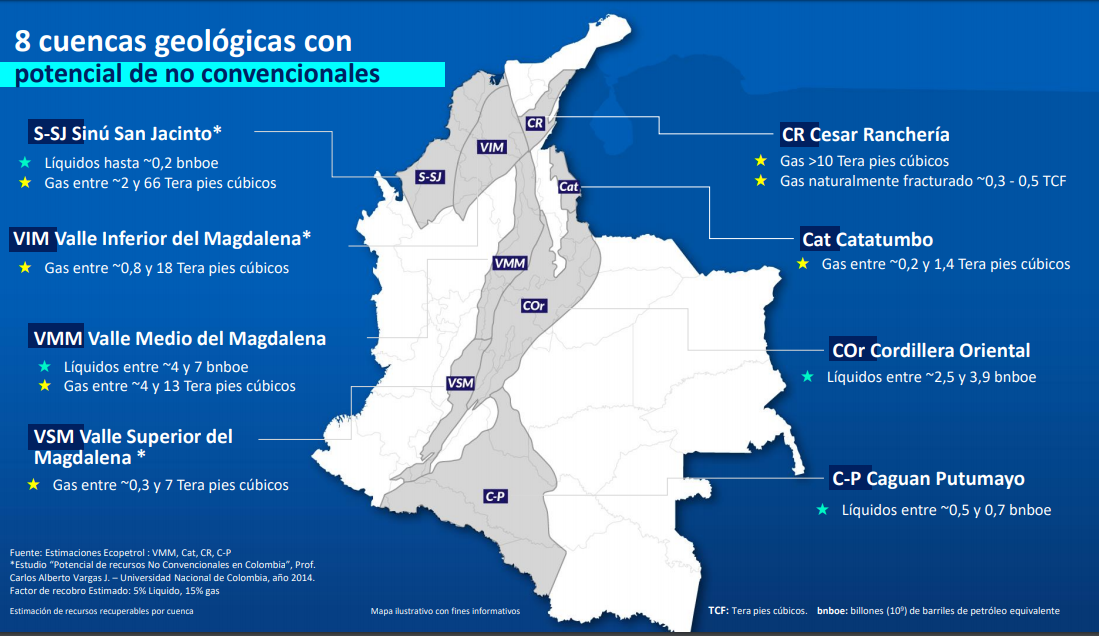 8 cuencas geológicas con
potencial de no convencionales
S-SJ Sinú San Jacinto*
Líquidos hasta ~0,2 bnboe
Gas entre ~2 y 66 Tera pies cúbicos
VIM Valle Inferior del Magdalena*
Gas entre ~0,8 y 18 Tera pies cúbicos
VMM Valle Medio del Magdalena
Líquidos entre ~4 y 7 bnboe
Gas entre ~4 y 13 Tera pies cúbicos
VSM Valle Superior del
Magdalena *
Gas entre ~0,3 y 7 Tera pies cúbicos
CR
VIM
S-SJ
Cat
VMM
COr
VSM
C-P
CR Cesar Ranchería
Gas >10 Tera pies cúbicos
Gas naturalmente fracturado ~0,3 - 0,5 TCF
Cat Catatumbo
Gas entre ~0,2 y 1,4 Tera pies cúbicos
COr Cordillera Oriental
Líquidos entre ~2,5 y 3,9 bnboe
C-P Caguan Putumayo
Líquidos entre ~0,5 y 0,7 bnboe
Fuente: Estimaciones Ecopetrol : VMM, Cat, CR, C-P
*Estudio "Potencial de recursos No Convencionales en Colombia", Prof.
Carlos Alberto Vargas J. – Universidad Nacional de Colombia, año 2014.
Factor de recobro Estimado: 5% Liquido, 15% gas
Estimación de recursos recuperables por cuenca
Mapa ilustrativo con fines informativos
TCF: Tera pies cúbicos. bnboe: billones (10⁹) de barriles de petróleo equivalente